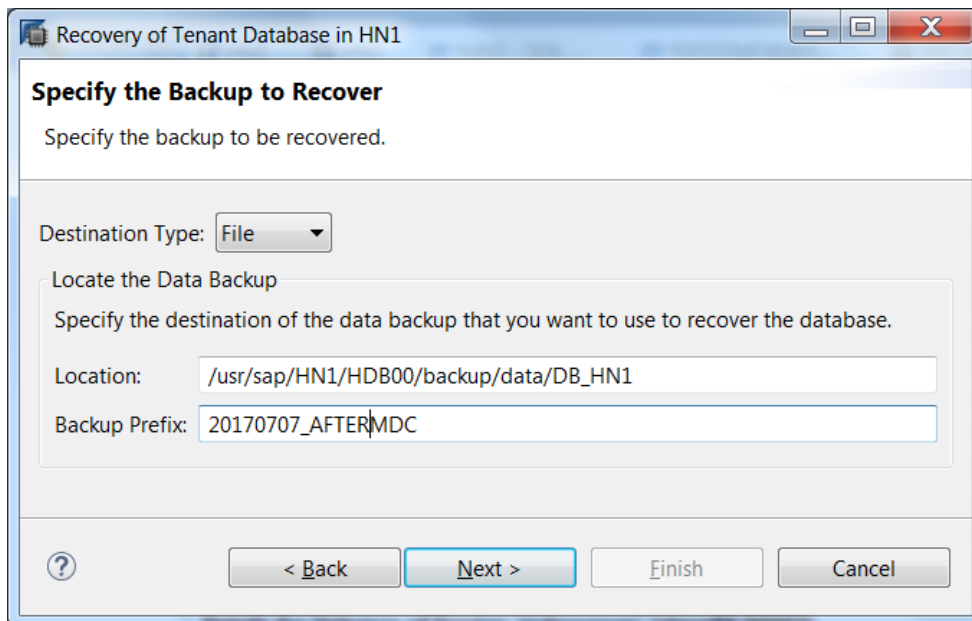 Recovery of Tenant Database in HN1
Specify the Backup to Recover
Specify the backup to be recovered.
Destination Type: File
Locate the Data Backup
Specify the destination of the data backup that you want to use to recover the database.
Location: /usr/sap/HN1/HDB00/backup/data/DB_HN1
Backup Prefix: 20170707_AFTERMDC
? < Back Next > Finish Cancel